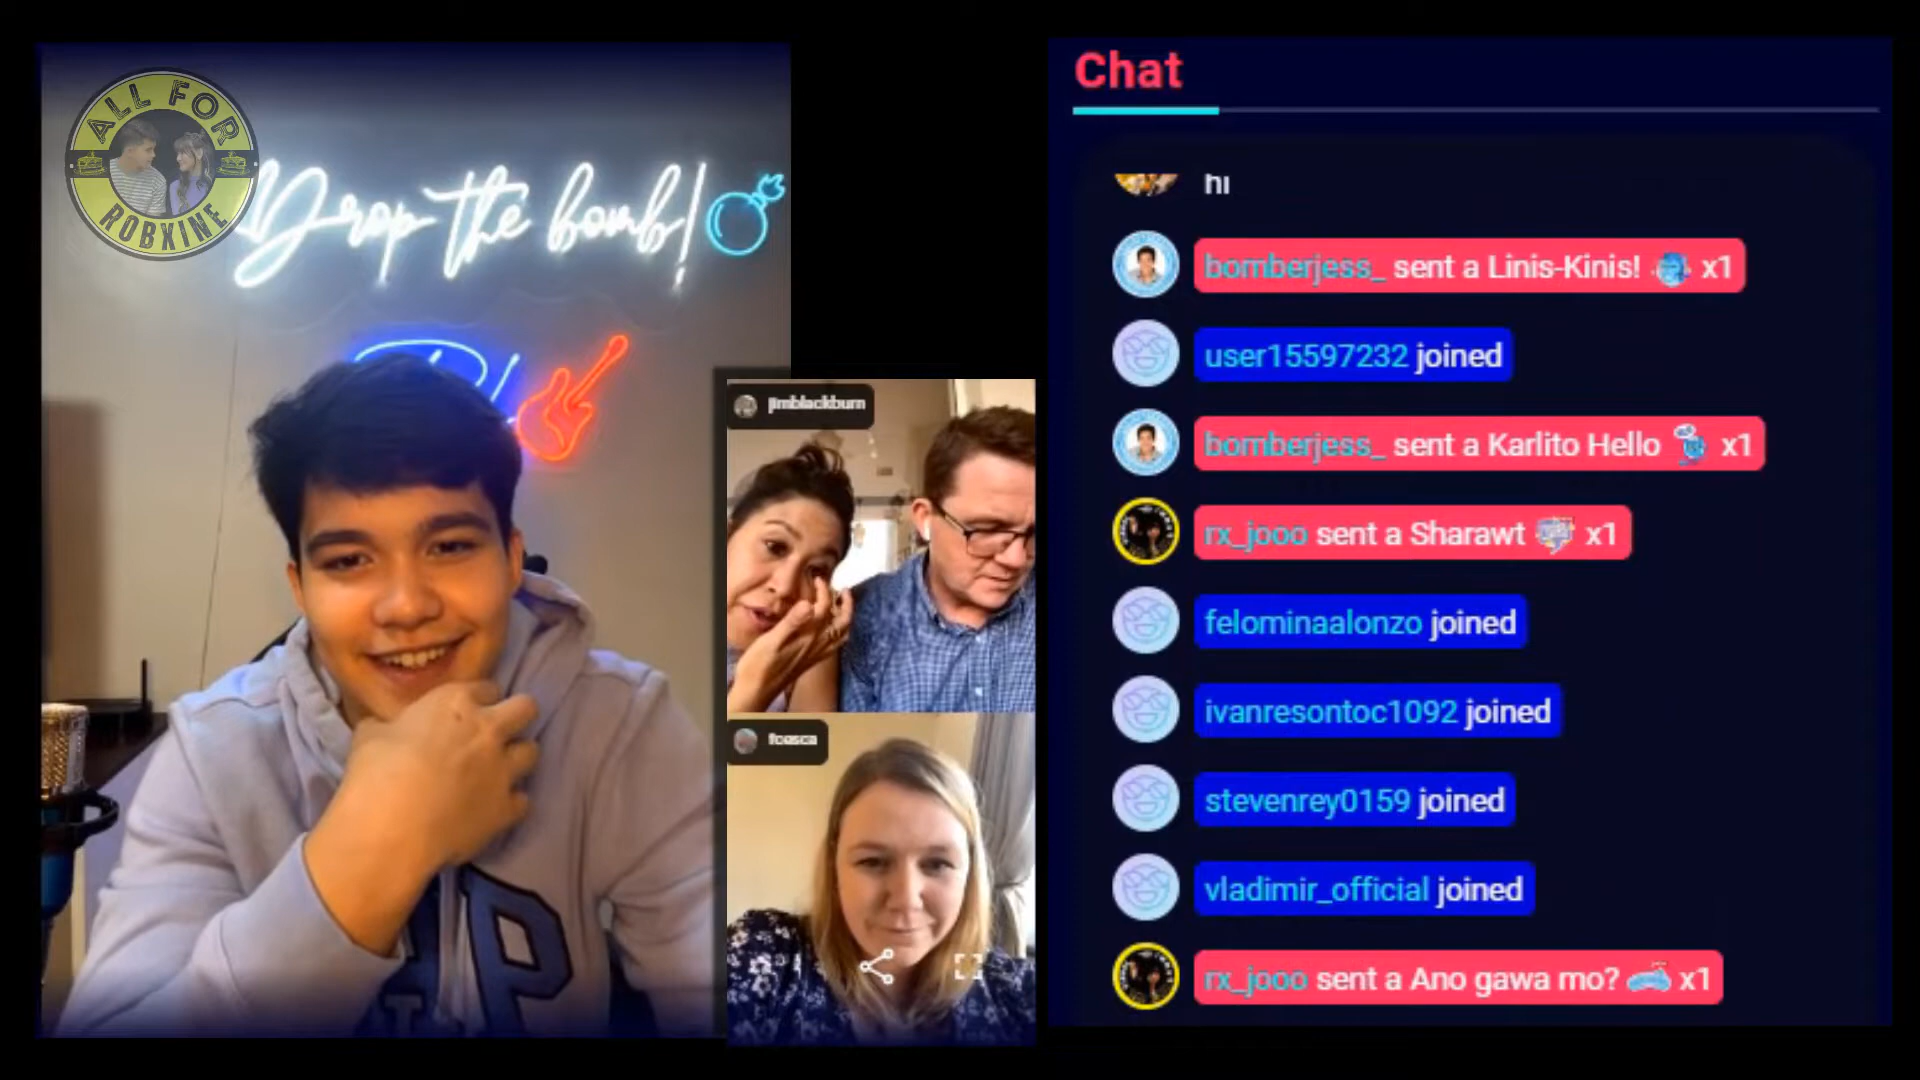 ALL FOR
ROBXINE
Drop the bomb!
jimblackburn
Chat
hi
bomberjess_ sent a Linis-Kinis! x1
user15597232 joined
bomberjess_ sent a Karlito Hello x1
rx_jooo sent a Sharawt x1
felominaalonzo joined
ivanresontoc1092 joined
stevenrey0159 joined
vladimir_official joined
rx_jooo sent a Ano gawa mo? x1